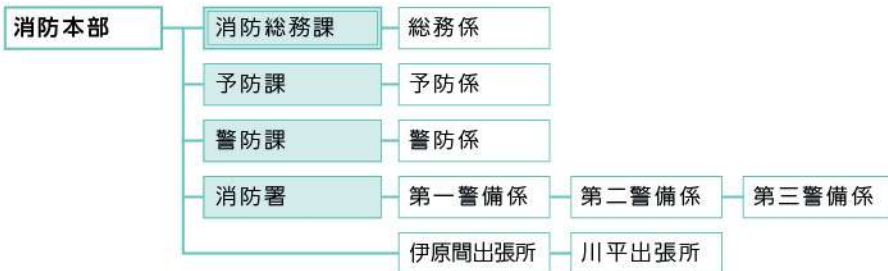 消防本部 消防総務課 総務係
予防課 予防係
警防課 警防係
消防署 第一警備係 第二警備係 第三警備係
伊原間出張所 川平出張所